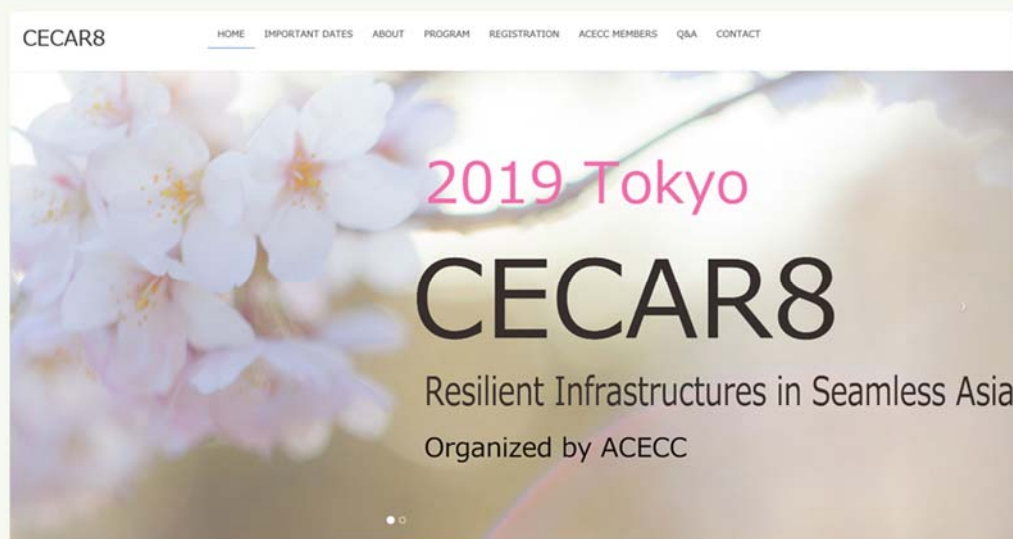 CECAR8
HOME IMPORTANT DATES ABOUT PROGRAM REGISTRATION ACECC MEMBERS Q&A CONTACT
2019 Tokyo
CECAR8
Resilient Infrastructures in Seamless Asia
Organized by ACECC